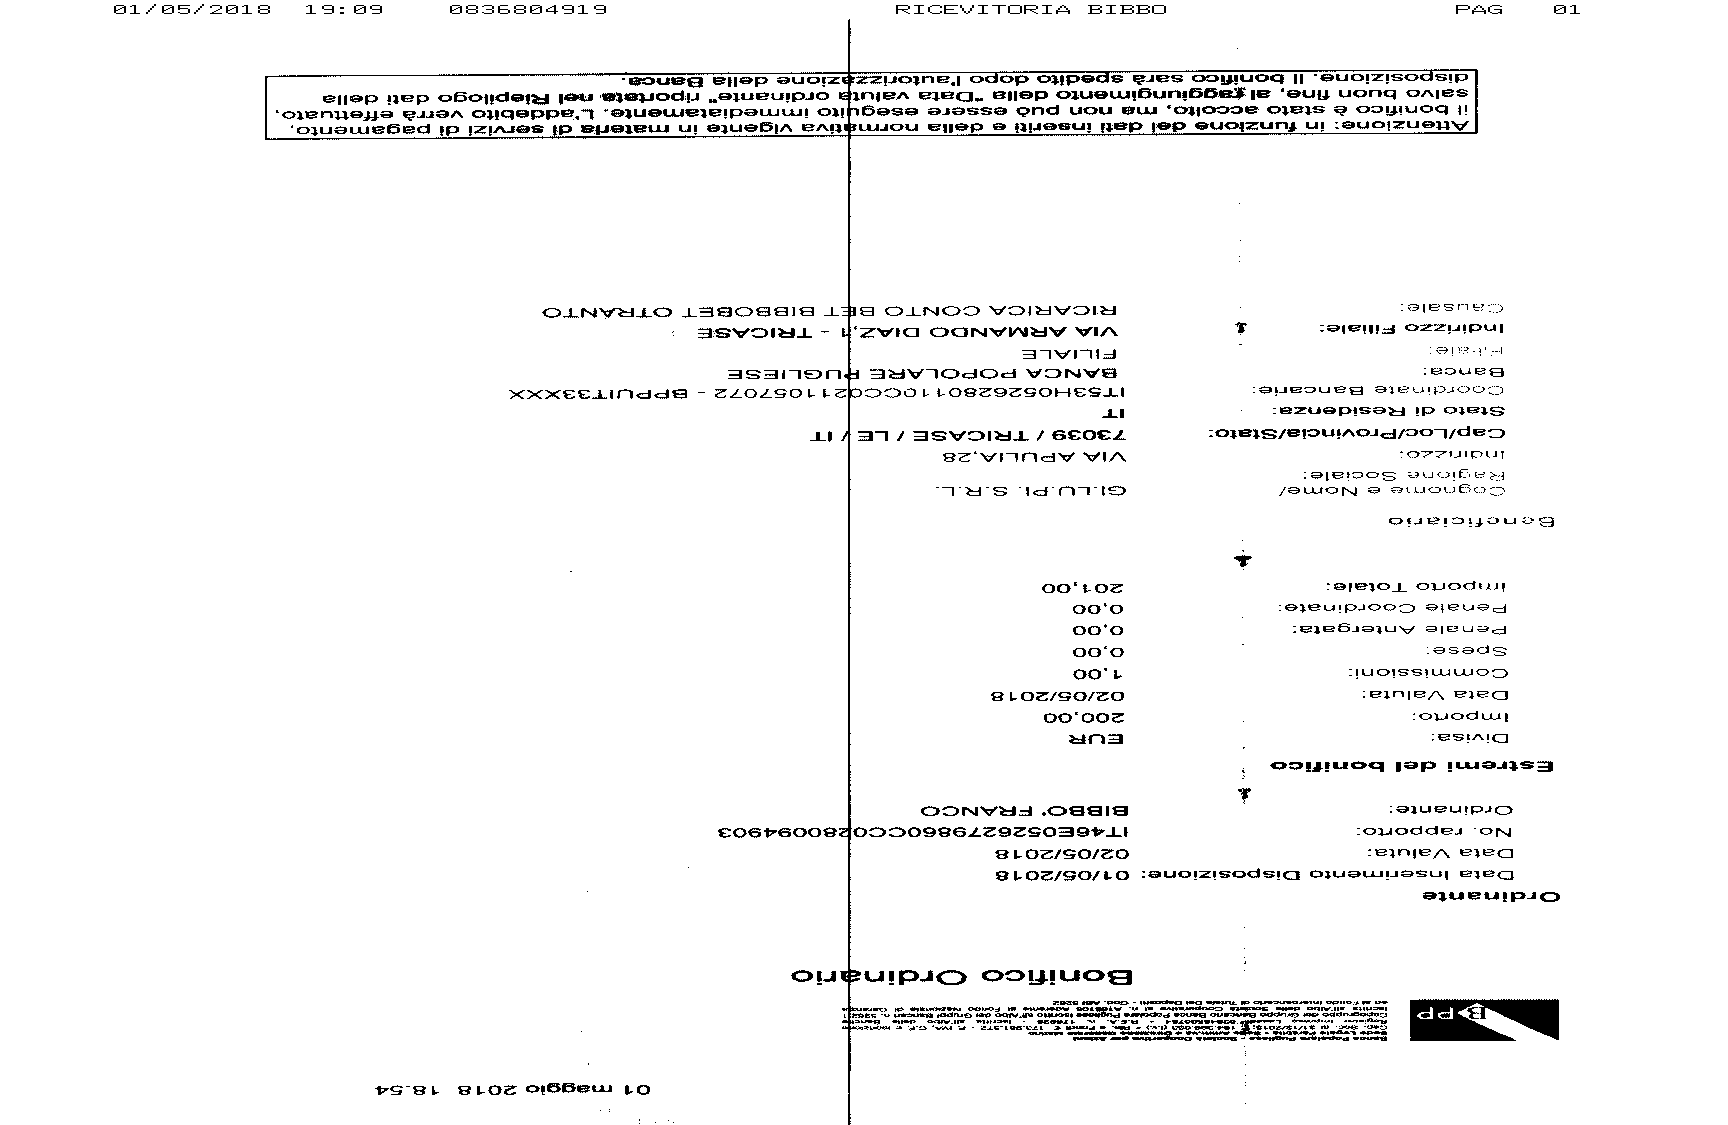 01/05/2018 19:09 0836804919 RICEVITORIA BIBBO PAG 01
01 maggio 2018 18.54
BPP
Banca Popolare Pugliese - Società Cooperativa per Azioni
Bonifico Ordinario
Ordinante
Data Inserimento Disposizione: 01/05/2018
Data Valuta: 02/05/2018
No. rapporto: IT46E0526279860CC0280094903
Ordinante: BIBBO' FRANCO
Estremi del bonifico
Divisa: EUR
Importo: 200,00
Data Valuta: 02/05/2018
Commissioni: 1,00
Spese: 0,00
Penale Antergata: 0,00
Penale Coordinate: 0,00
Importo Totale: 201,00
Beneficiario
Cognome e Nome/ GI.LU.PI. S.R.L.
Ragione Sociale:
Indirizzo: VIA APULIA,28
Cap/Loc/Provincia/Stato: 73039 / TRICASE / LE / IT
Stato di Residenza: IT
Coordinate Bancarie: IT53H0526280110CC0211057072 - BPPUIT33XXX
Banca: BANCA POPOLARE PUGLIESE
Filiale: FILIALE
Indirizzo Filiale: VIA ARMANDO DIAZ,1 - TRICASE
Causale: RICARICA CONTO BET BIBBOBET OTRANTO
Attenzione: in funzione dei dati inseriti e della normativa vigente in materia di servizi di pagamento,
il bonifico è stato accolto, ma non può essere eseguito immediatamente. L'addebito verrà effettuato,
salvo buon fine, al raggiungimento della "Data valuta ordinante" riportata nel Riepilogo dati della
disposizione. Il bonifico sarà spedito dopo l'autorizzazione della Banca.